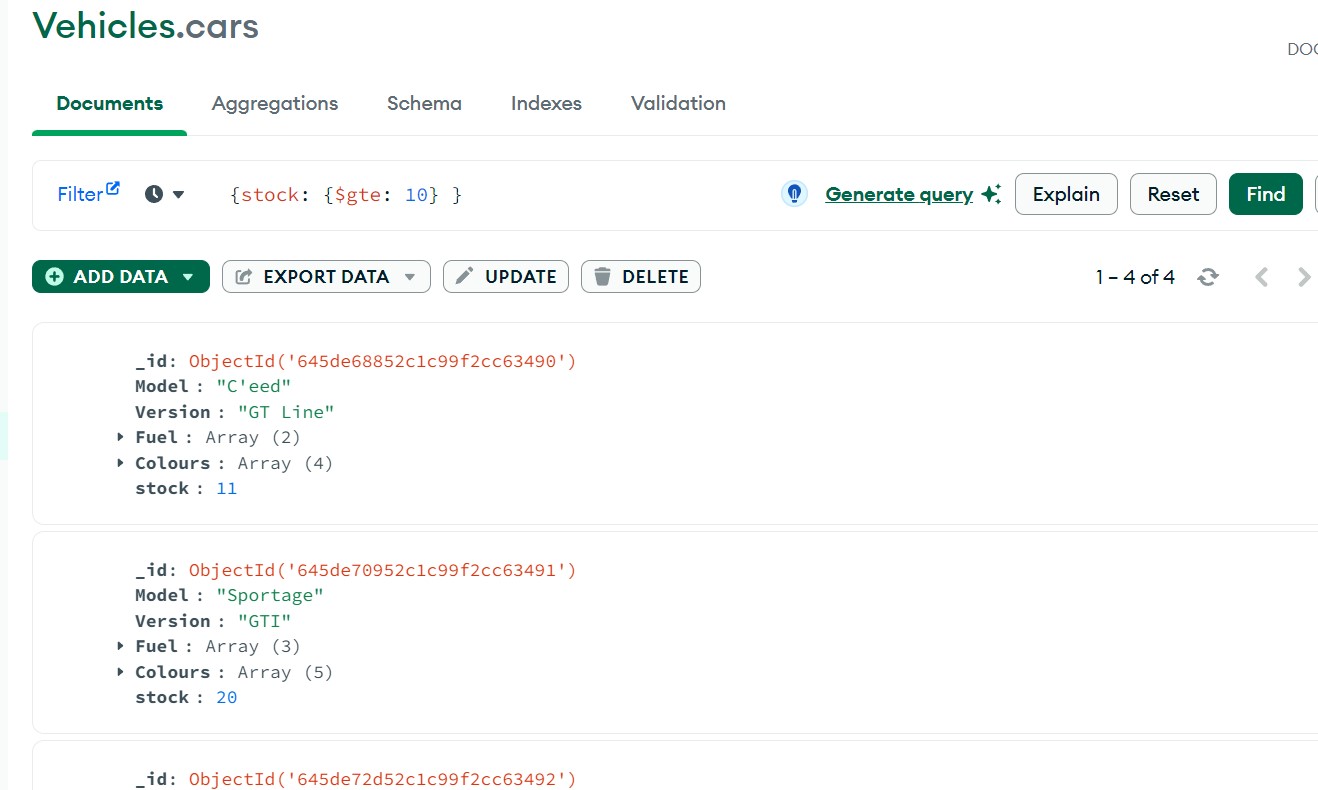 Vehicles.cars
DOC
Documents Aggregations Schema Indexes Validation
Filter {stock: {$gte: 10} } Generate query Explain Reset Find
ADD DATA EXPORT DATA UPDATE DELETE 1 – 4 of 4
_id: ObjectId('645de68852c1c99f2cc63490')
Model : "C'eed"
Version : "GT Line"
Fuel : Array (2)
Colours : Array (4)
stock : 11
_id: ObjectId('645de70952c1c99f2cc63491')
Model : "Sportage"
Version : "GTI"
Fuel : Array (3)
Colours : Array (5)
stock : 20
_id: ObjectId('645de72d52c1c99f2cc63492')